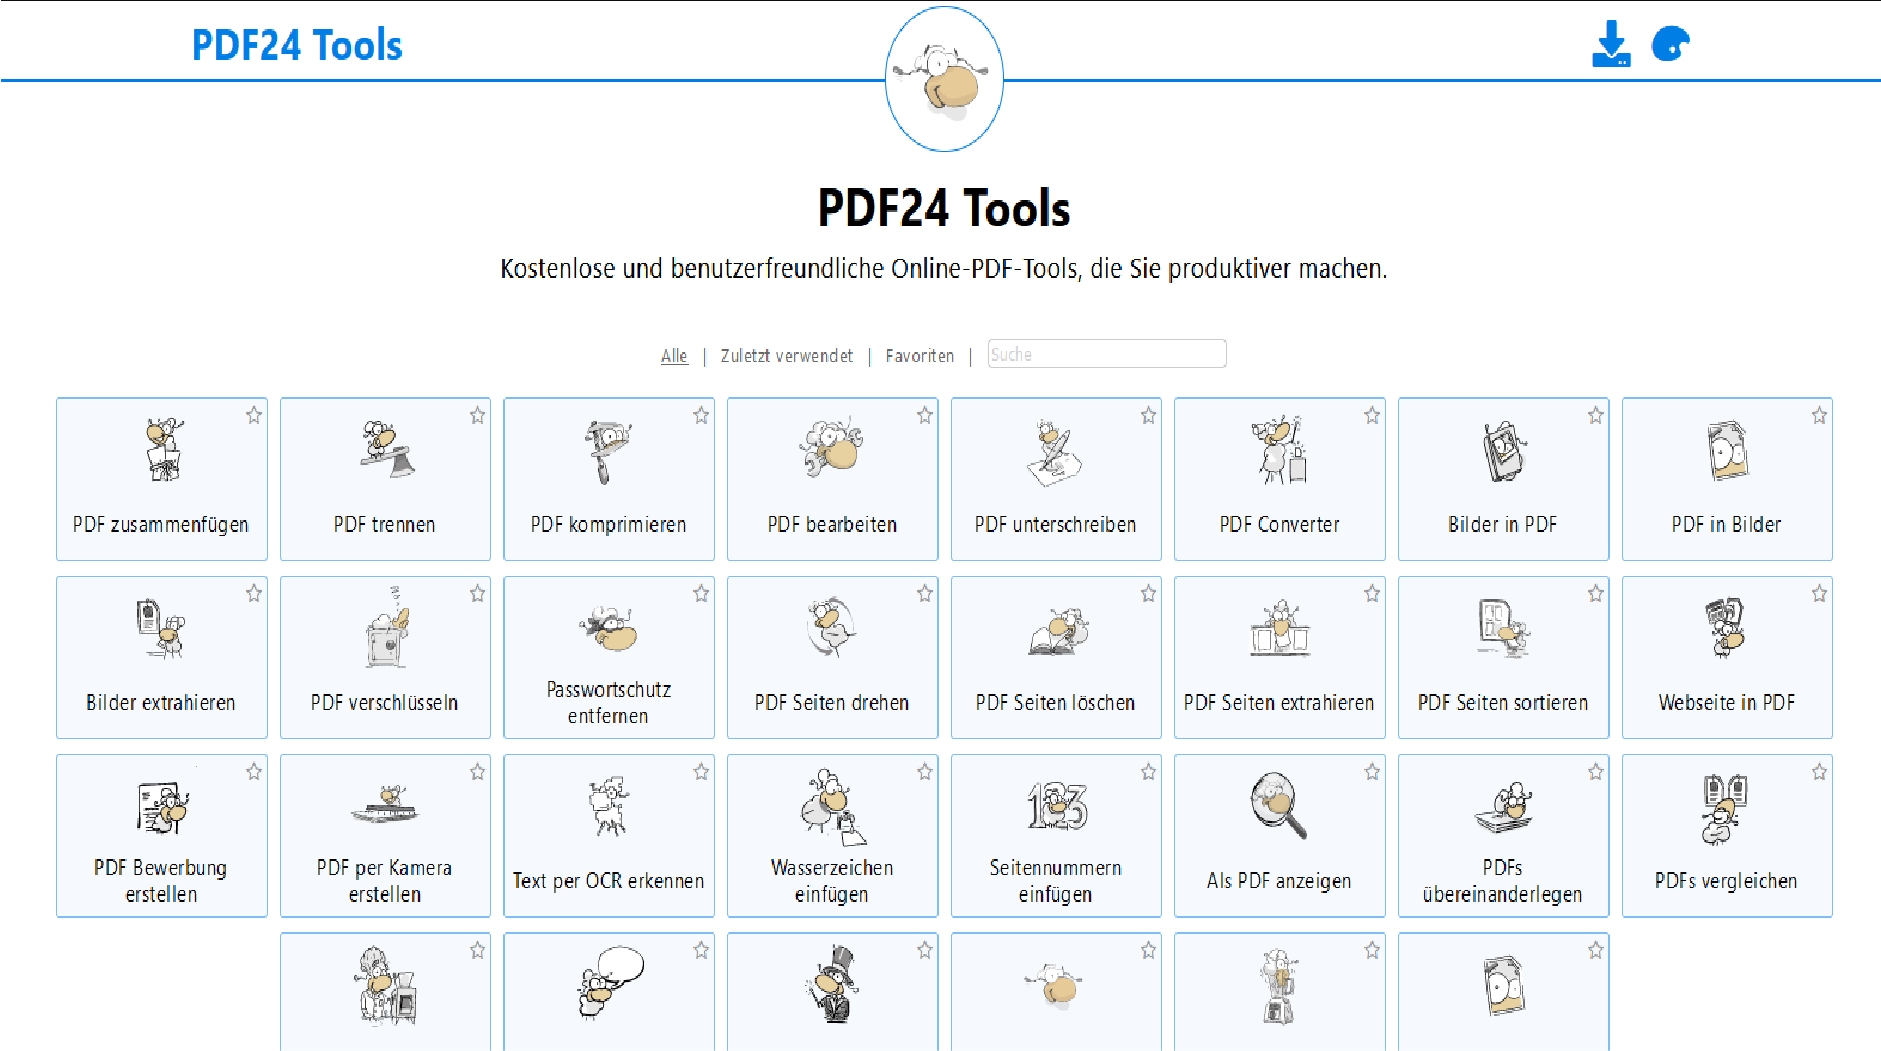 PDF24 Tools
PDF24 Tools
Kostenlose und benutzerfreundliche Online-PDF-Tools, die Sie produktiver machen.
Alle | Zuletzt verwendet | Favoriten | Suche
PDF zusammenfügen
PDF trennen
PDF komprimieren
PDF bearbeiten
PDF unterschreiben
PDF Converter
Bilder in PDF
PDF in Bilder
Bilder extrahieren
PDF verschlüsseln
Passwortschutz
entfernen
PDF Seiten drehen
PDF Seiten löschen
PDF Seiten extrahieren
PDF Seiten sortieren
Webseite in PDF
PDF Bewerbung
erstellen
PDF per Kamera
erstellen
Text per OCR erkennen
Wasserzeichen
einfügen
123
Seitennummern
einfügen
Als PDF anzeigen
PDFs
übereinanderlegen
PDFs vergleichen